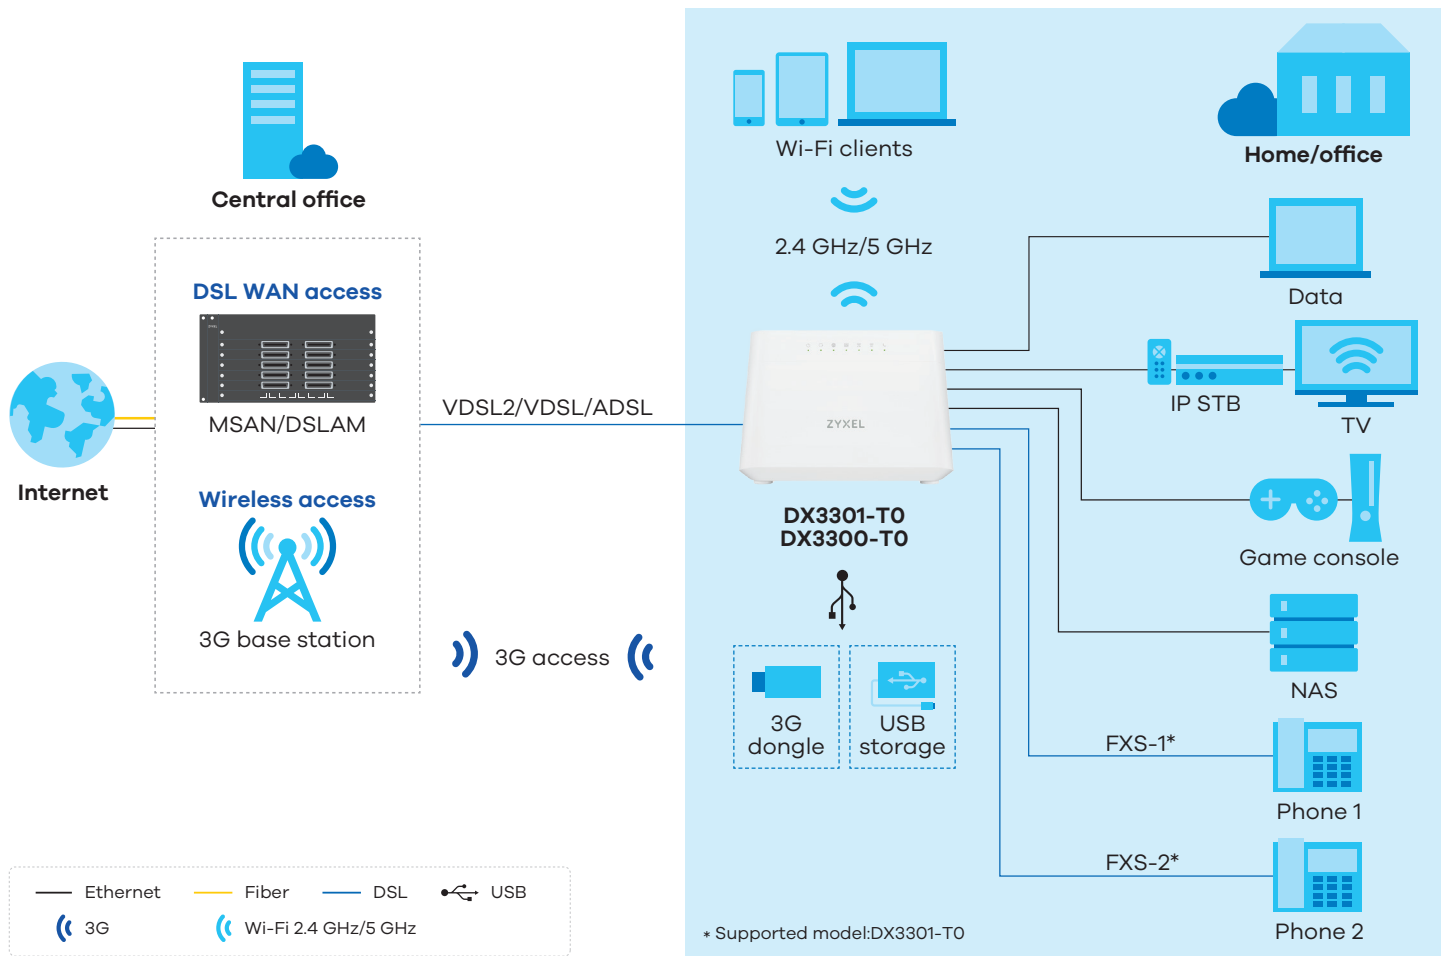 Central office
DSL WAN access
MSAN/DSLAM
Wireless access
3G base station
Internet
VDSL2/VDSL/ADSL
3G access
Wi-Fi clients
2.4 GHz/5 GHz
ZYXEL
DX3301-T0
DX3300-T0
3G
dongle
USB
storage
Home/office
Data
IP STB
TV
Game console
NAS
FXS-1*
Phone 1
FXS-2*
Phone 2
* Supported model:DX3301-T0
Ethernet
Fiber
DSL
USB
3G
Wi-Fi 2.4 GHz/5 GHz